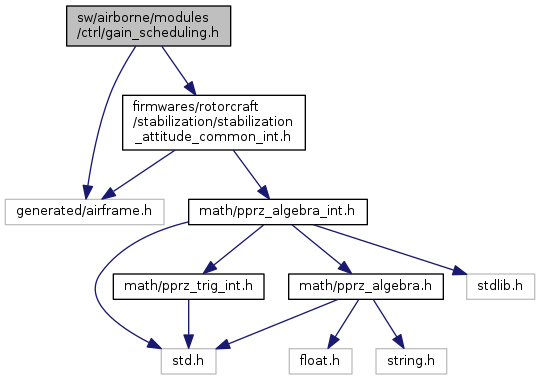 sw/airborne/modules
/ctrl/gain_scheduling.h
firmwares/rotorcraft
/stabilization/stabilization
_attitude_common_int.h
generated/airframe.h
math/pprz_algebra_int.h
math/pprz_trig_int.h
math/pprz_algebra.h
stdlib.h
std.h
float.h
string.h